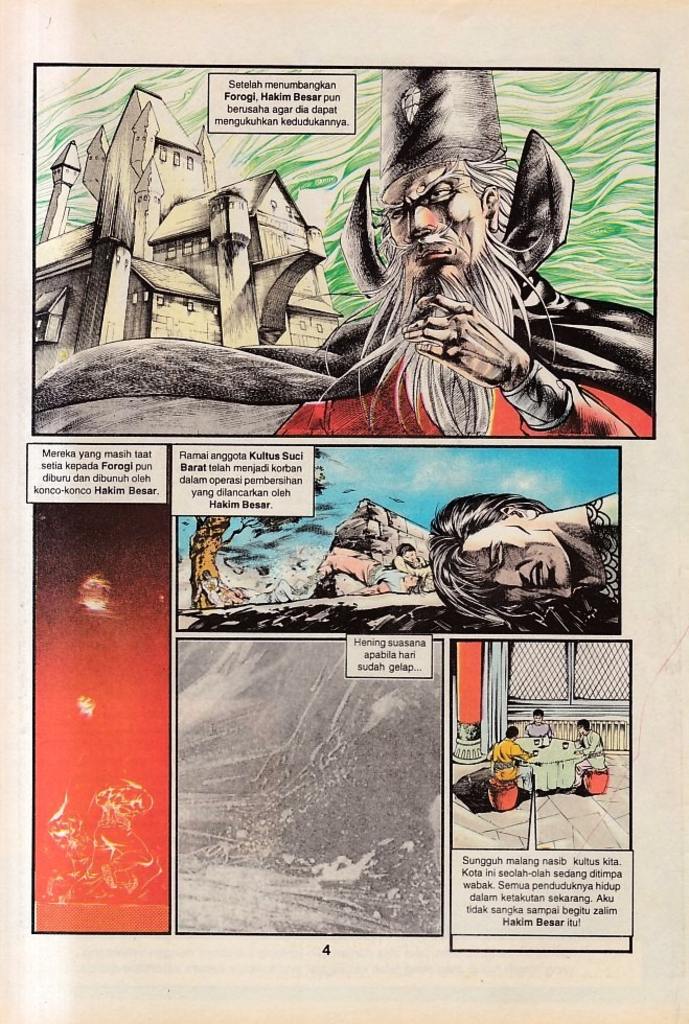 Setelah menumbangkan
Forogi, Hakim Besar pun
berusaha agar dia dapat
mengukuhkan kedudukannya.
Mereka yang masih taat
setia kepada Forogi pun
diburu dan dibunuh oleh
konco-konco Hakim Besar.
Ramai anggota Kultus Suci
Barat telah menjadi korban
dalam operasi pembersihan
yang dilancarkan oleh
Hakim Besar.
Hening suasana
apabila hari
sudah gelap...
Sungguh malang nasib kultus kita.
Kota ini seolah-olah sedang ditimpa
wabak. Semua penduduknya hidup
dalam ketakutan sekarang. Aku
tidak sangka sampai begitu zalim
Hakim Besar itu!
4